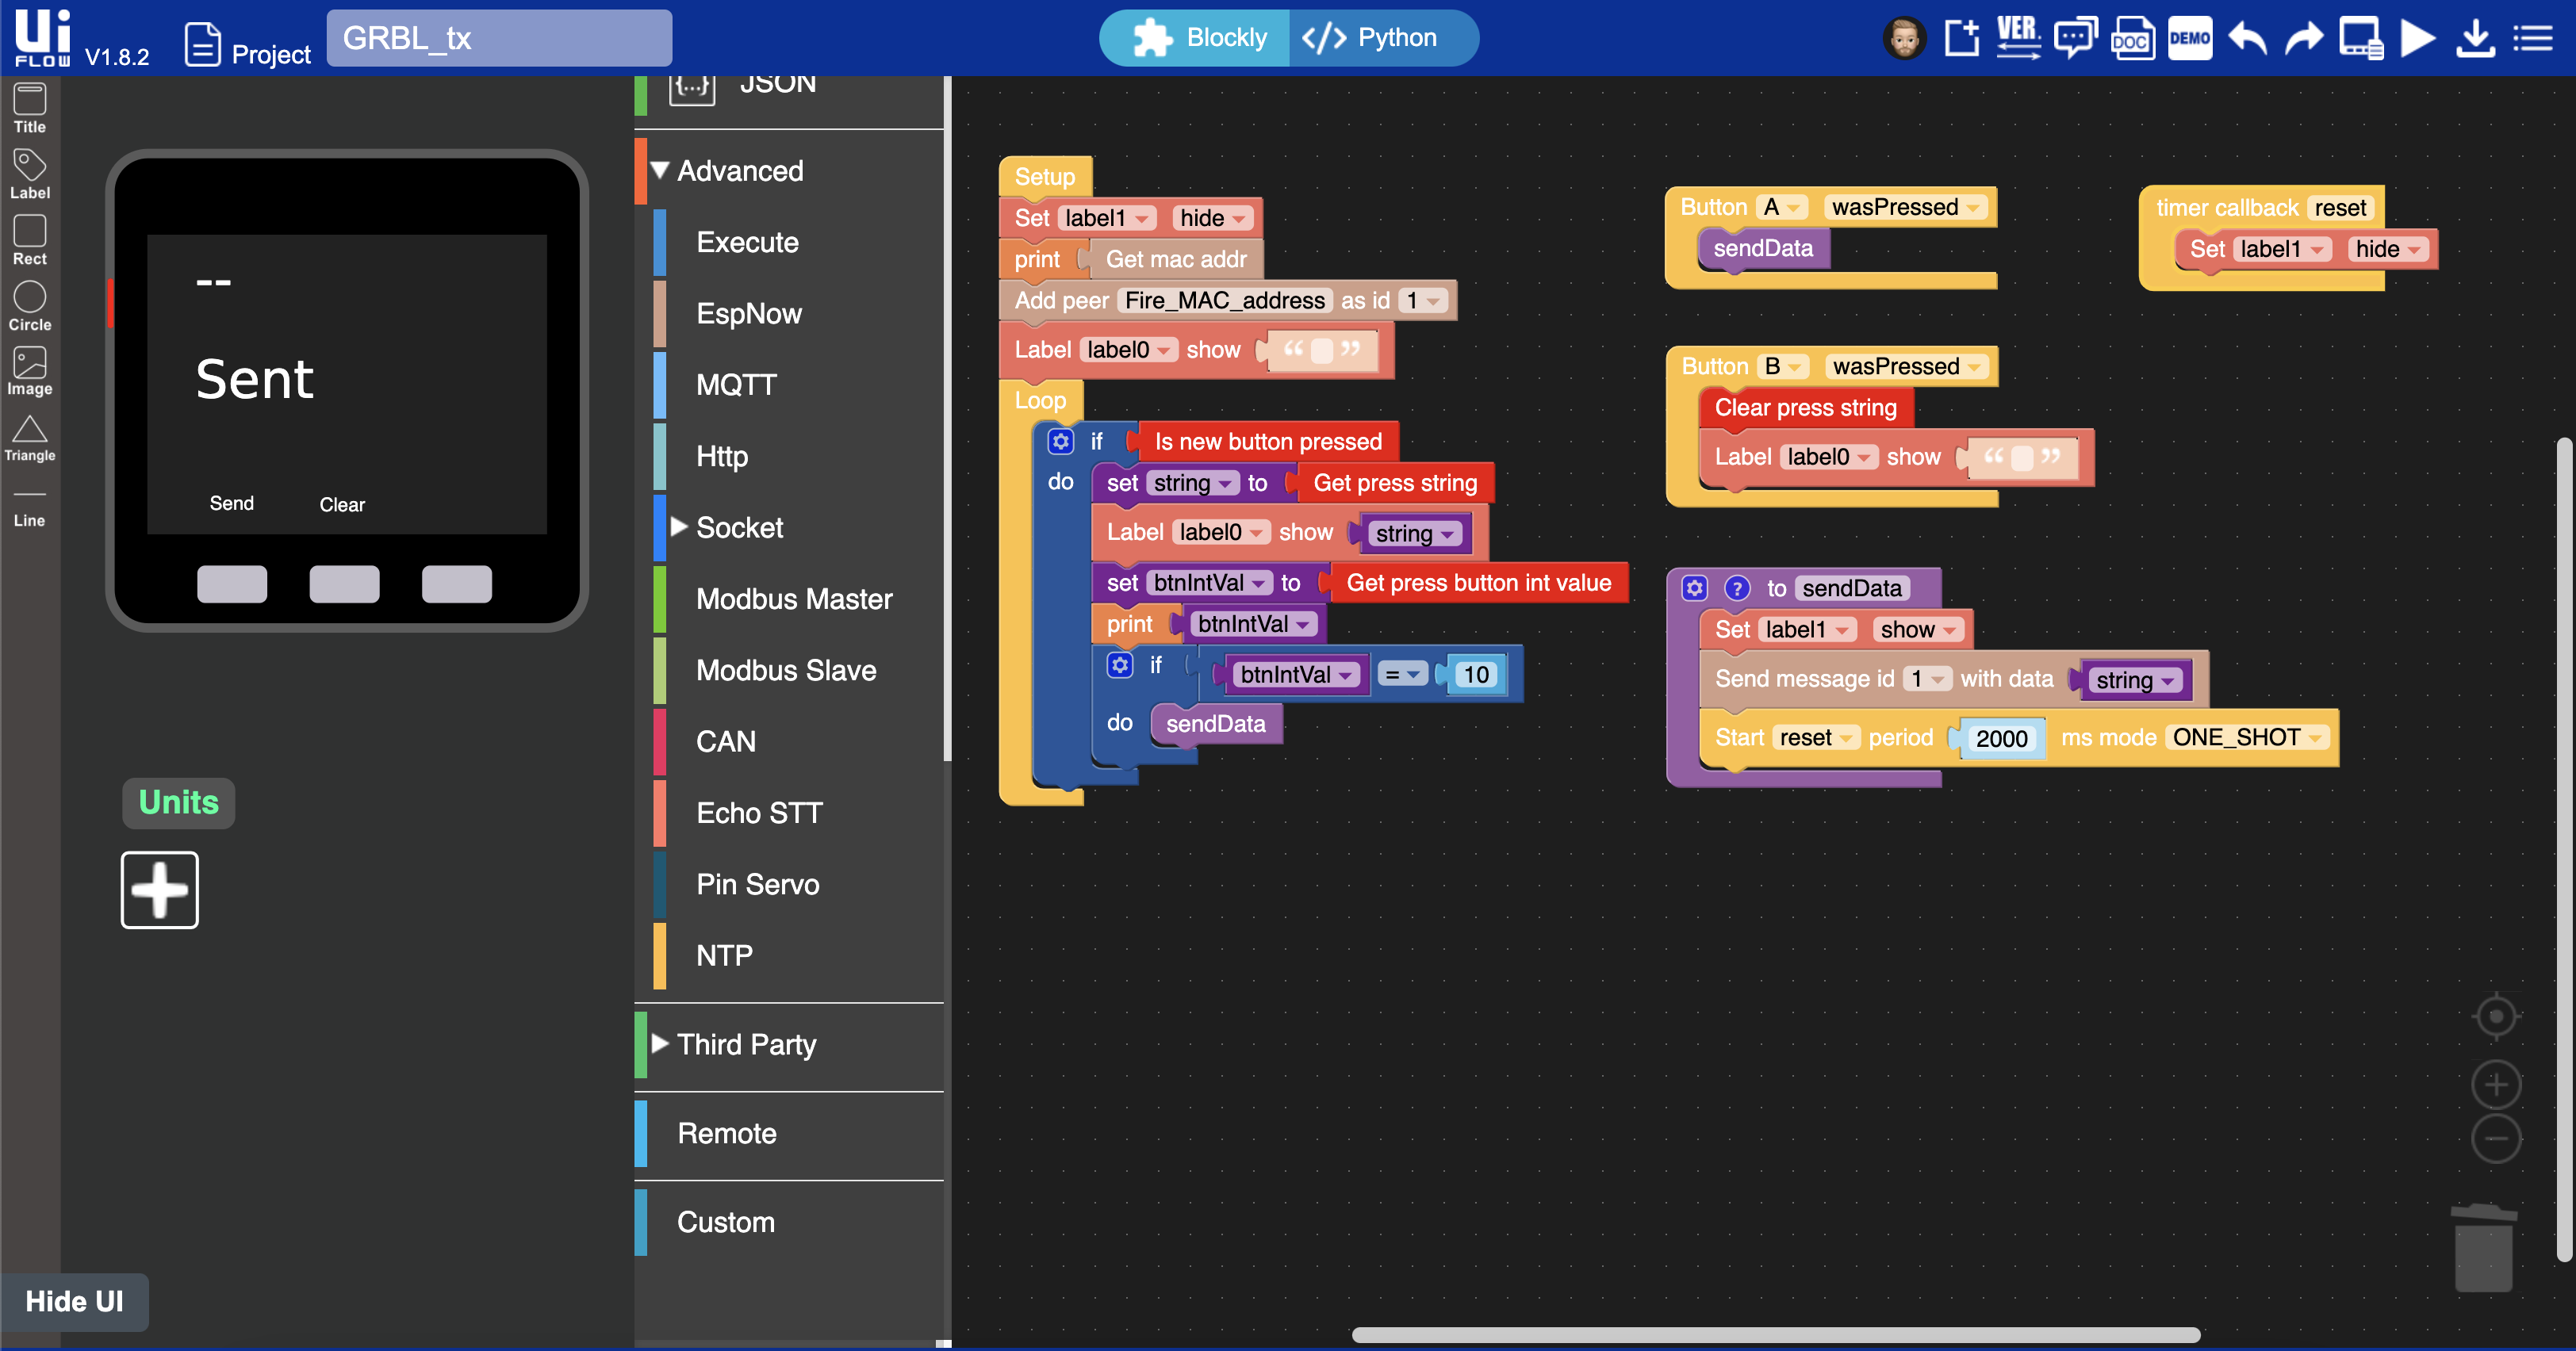 Ui
FLOW
V1.8.2
Project
GRBL_tx
Blockly
</> Python
VER.
DOC
DEMO
Title
Label
Rect
Circle
Image
Triangle
Line
--
Sent
Send
Clear
Units
Hide UI
{...} JSON
Advanced
Execute
EspNow
MQTT
Http
Socket
Modbus Master
Modbus Slave
CAN
Echo STT
Pin Servo
NTP
Third Party
Remote
Custom
Setup
Set label1 hide
print Get mac addr
Add peer Fire_MAC_address as id 1
Label label0 show “ ”
Loop
if Is new button pressed
do set string to Get press string
Label label0 show string
set btnIntVal to Get press button int value
print btnIntVal
if btnIntVal = 10
do sendData
Button A wasPressed
sendData
Button B wasPressed
Clear press string
Label label0 show “ ”
? to sendData
Set label1 show
Send message id 1 with data string
Start reset period 2000 ms mode ONE_SHOT
timer callback reset
Set label1 hide